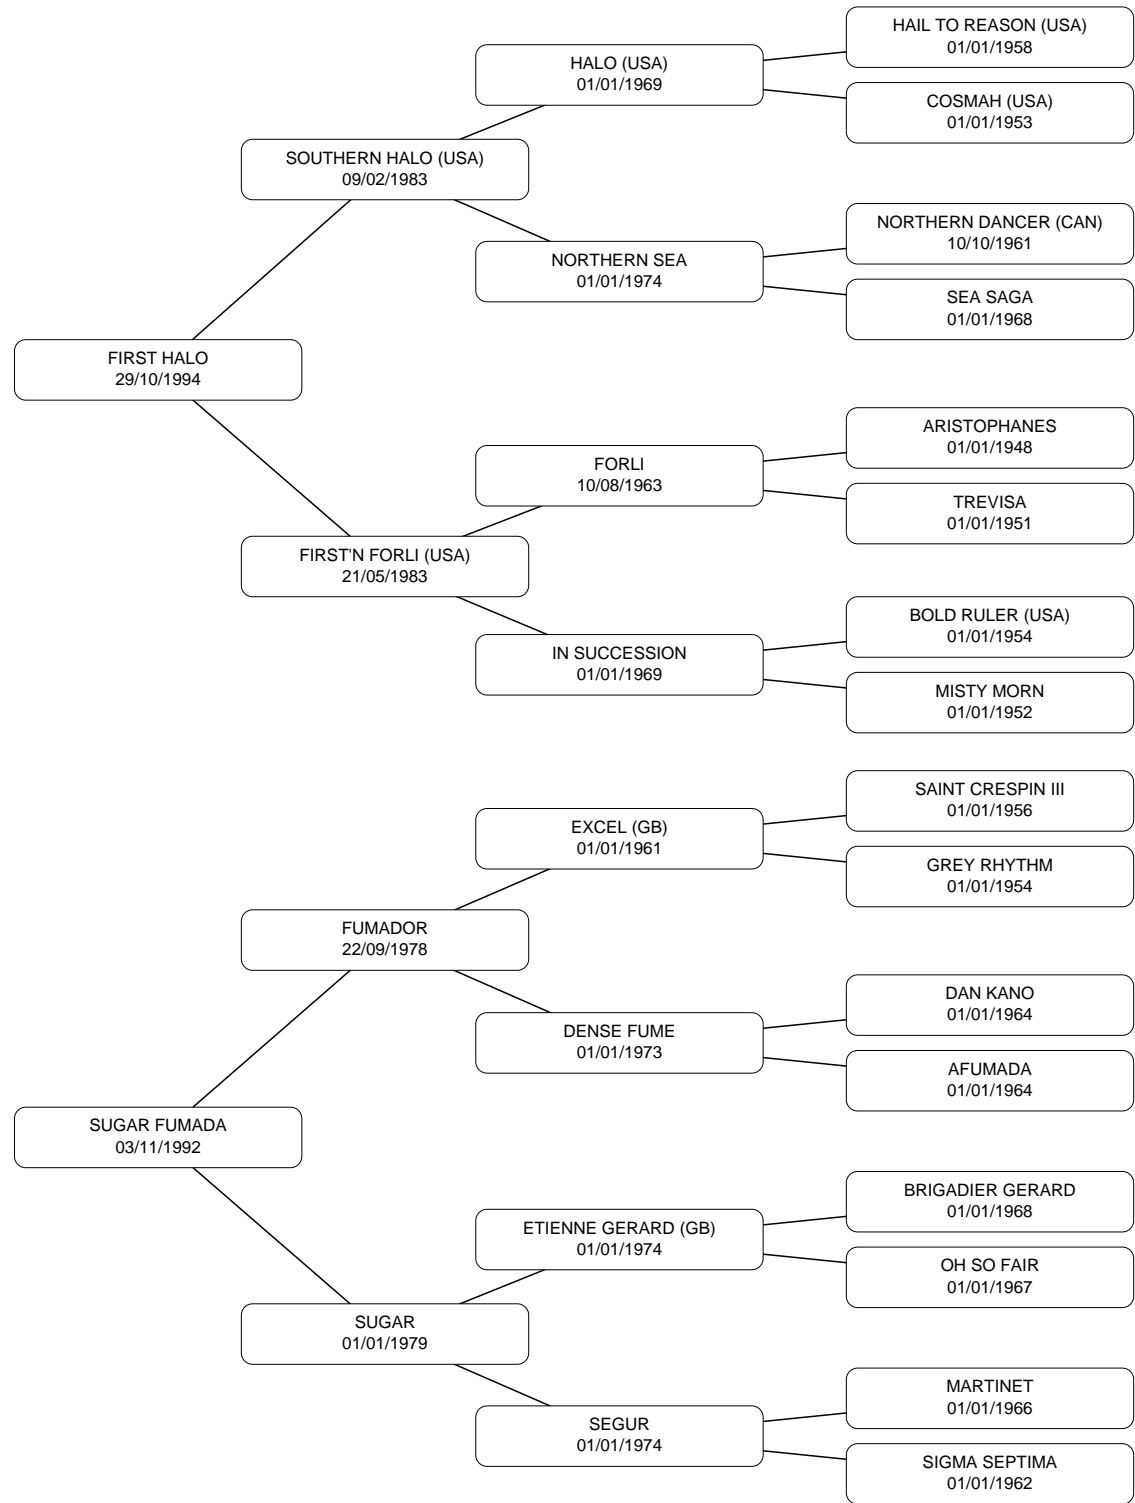 HAIL TO REASON (USA)
01/01/1958
HALO (USA)
01/01/1969
COSMAH (USA)
01/01/1953
SOUTHERN HALO (USA)
09/02/1983
NORTHERN DANCER (CAN)
10/10/1961
NORTHERN SEA
01/01/1974
SEA SAGA
01/01/1968
FIRST HALO
29/10/1994
ARISTOPHANES
01/01/1948
FORLI
10/08/1963
TREVISA
01/01/1951
FIRST'N FORLI (USA)
21/05/1983
BOLD RULER (USA)
01/01/1954
IN SUCCESSION
01/01/1969
MISTY MORN
01/01/1952
SAINT CRESPIN III
01/01/1956
EXCEL (GB)
01/01/1961
GREY RHYTHM
01/01/1954
FUMADOR
22/09/1978
DAN KANO
01/01/1964
DENSE FUME
01/01/1973
AFUMADA
01/01/1964
SUGAR FUMADA
03/11/1992
BRIGADIER GERARD
01/01/1968
ETIENNE GERARD (GB)
01/01/1974
OH SO FAIR
01/01/1967
SUGAR
01/01/1979
MARTINET
01/01/1966
SEGUR
01/01/1974
SIGMA SEPTIMA
01/01/1962